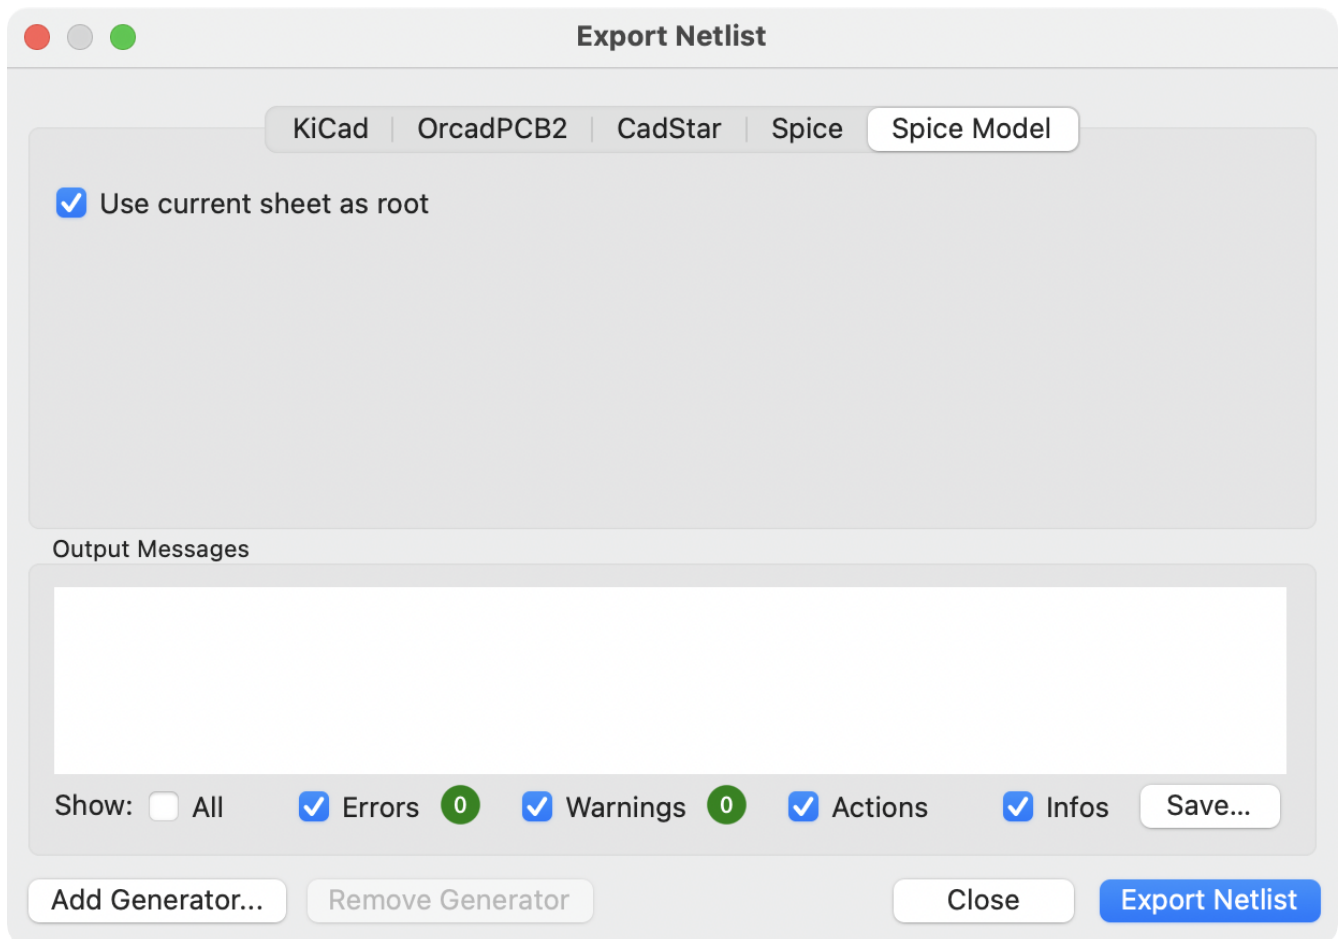 Export Netlist
KiCad OrcadPCB2 CadStar Spice Spice Model
Use current sheet as root
Output Messages
Show: All Errors 0 Warnings 0 Actions Infos Save...
Add Generator... Remove Generator Close Export Netlist